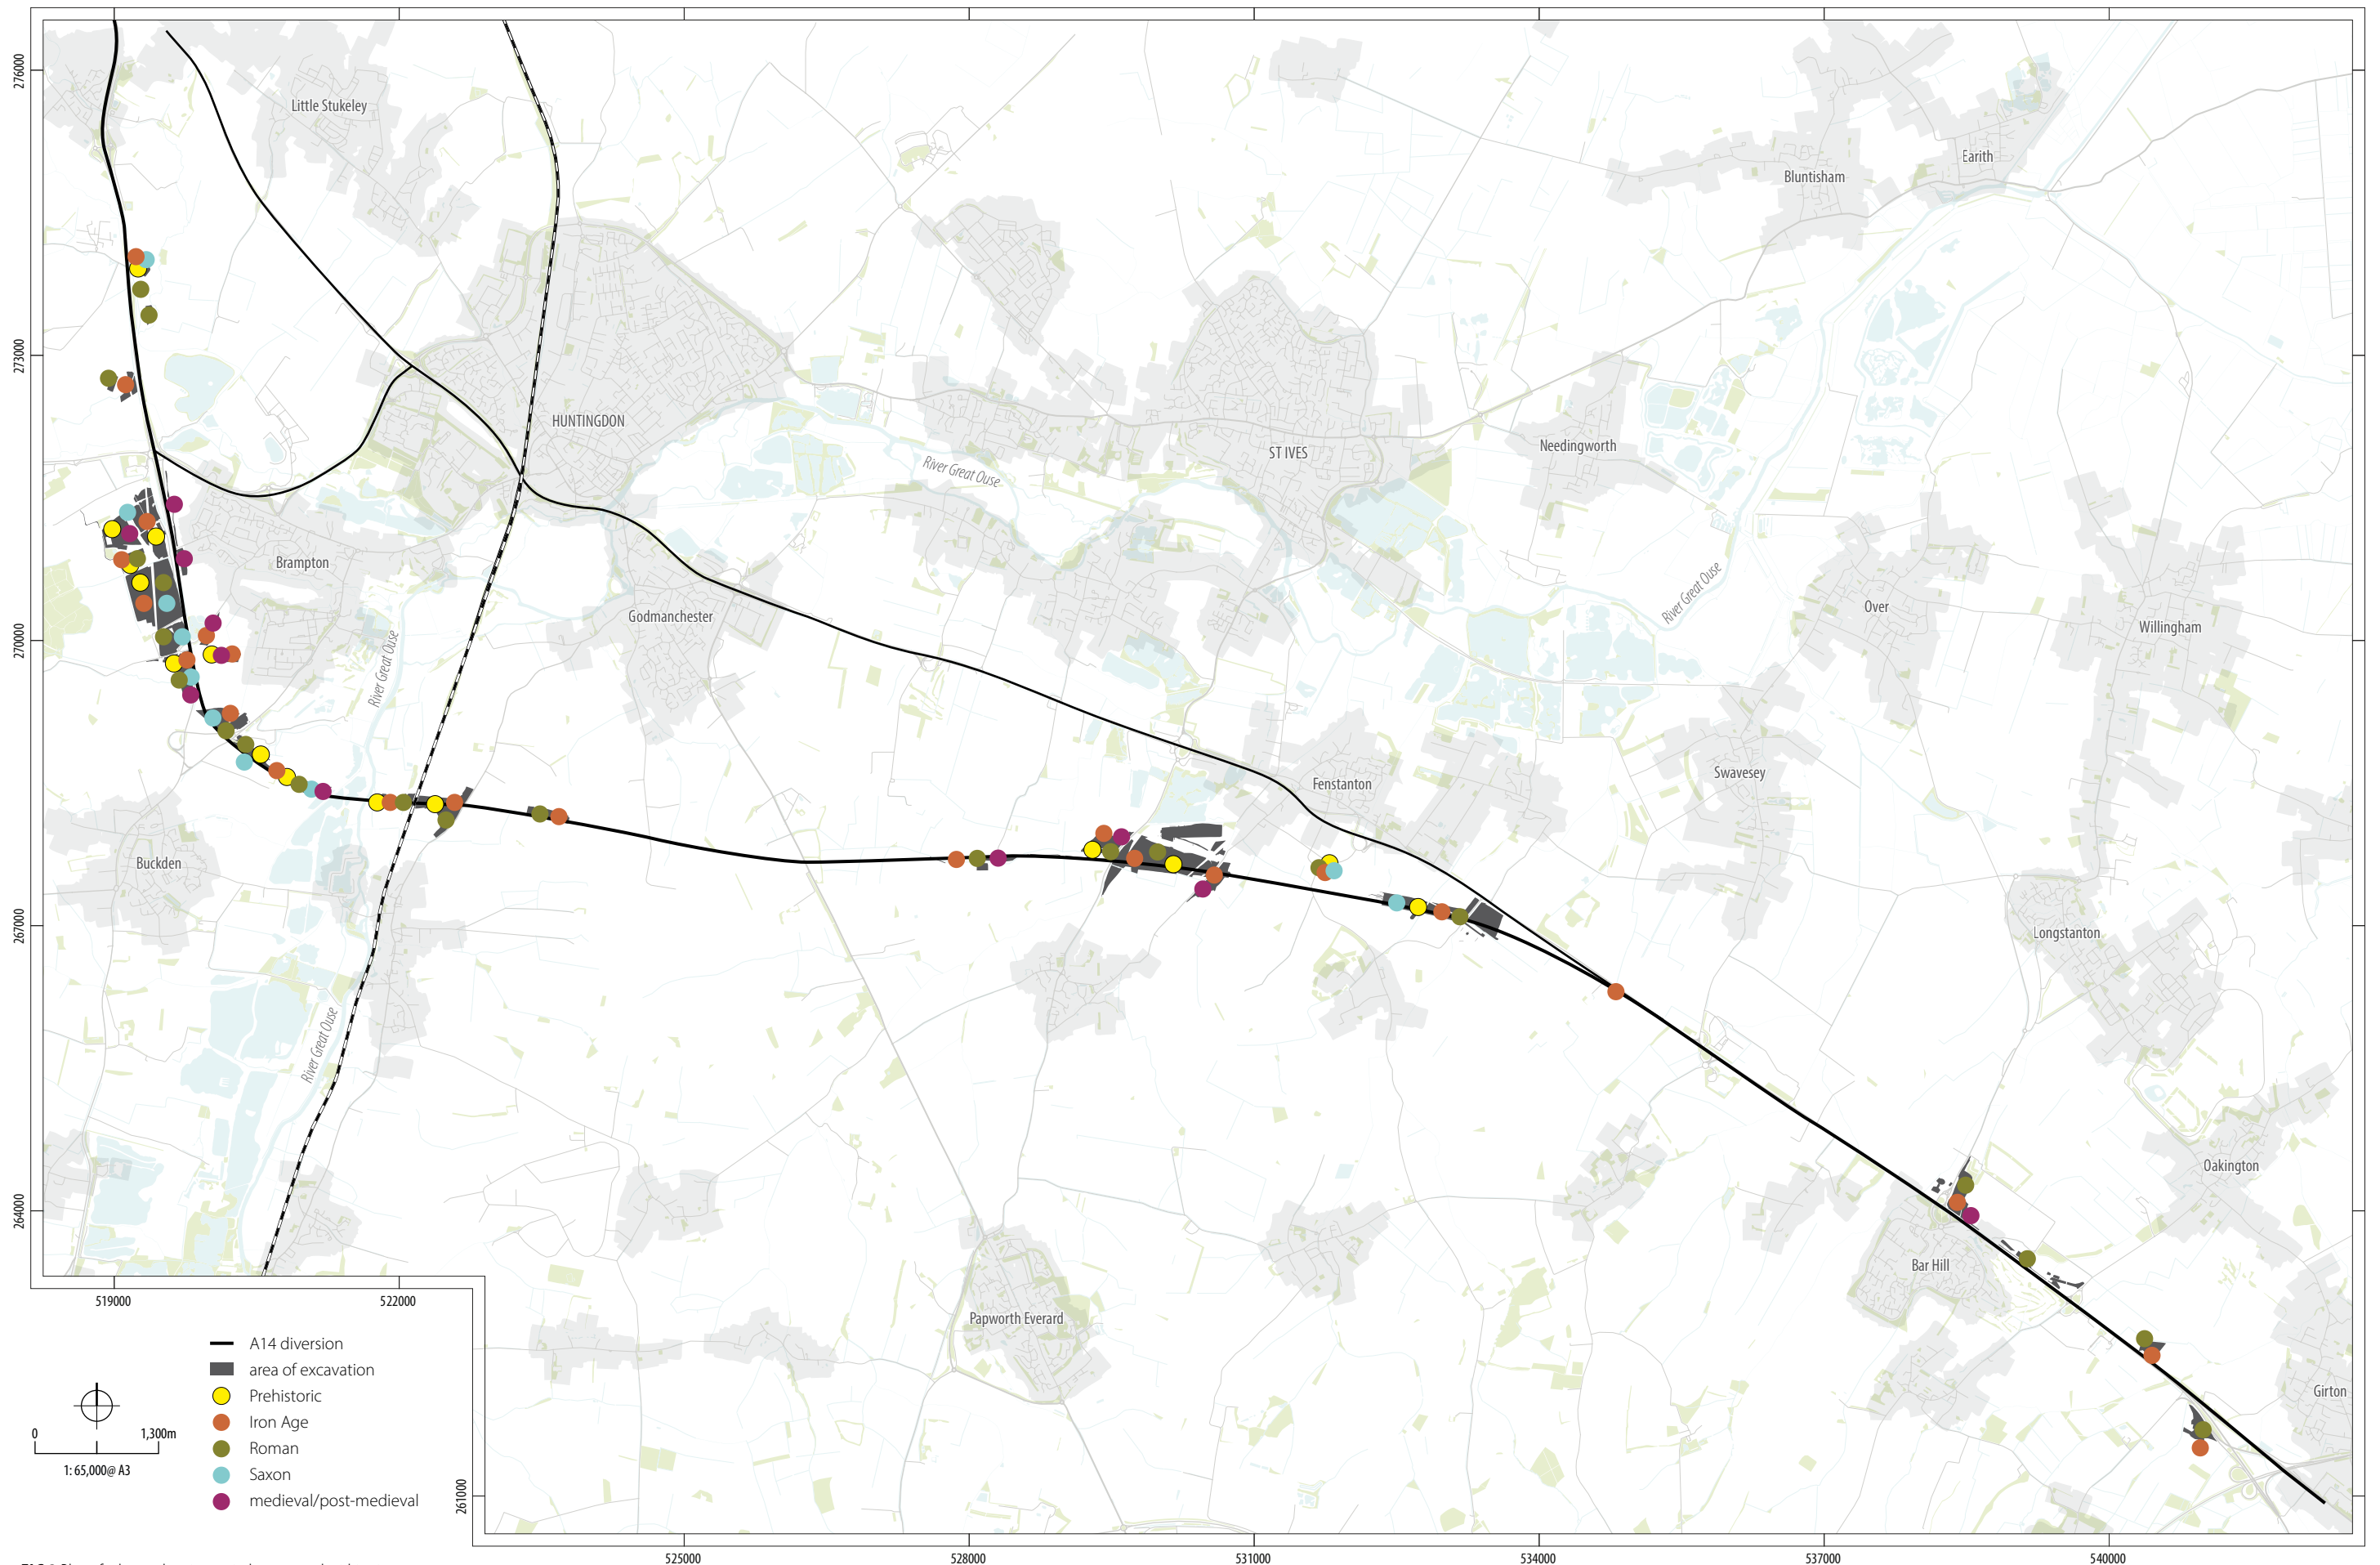 276000
Little Stukeley
Bluntisham
Earith
273000
HUNTINGDON
River Great Ouse
ST IVES
Needingworth
Brampton
Godmanchester
River Great Ouse
River Great Ouse
Over
Willingham
270000
Fenstanton
Swavesey
Buckden
267000
Longstanton
River Great Ouse
Oakington
264000
Bar Hill
Papworth Everard
Girton
519000
522000
A14 diversion
area of excavation
Prehistoric
Iron Age
Roman
Saxon
medieval/post-medieval
0
1,300m
1: 65,000@ A3
261000
525000
528000
531000
534000
537000
540000